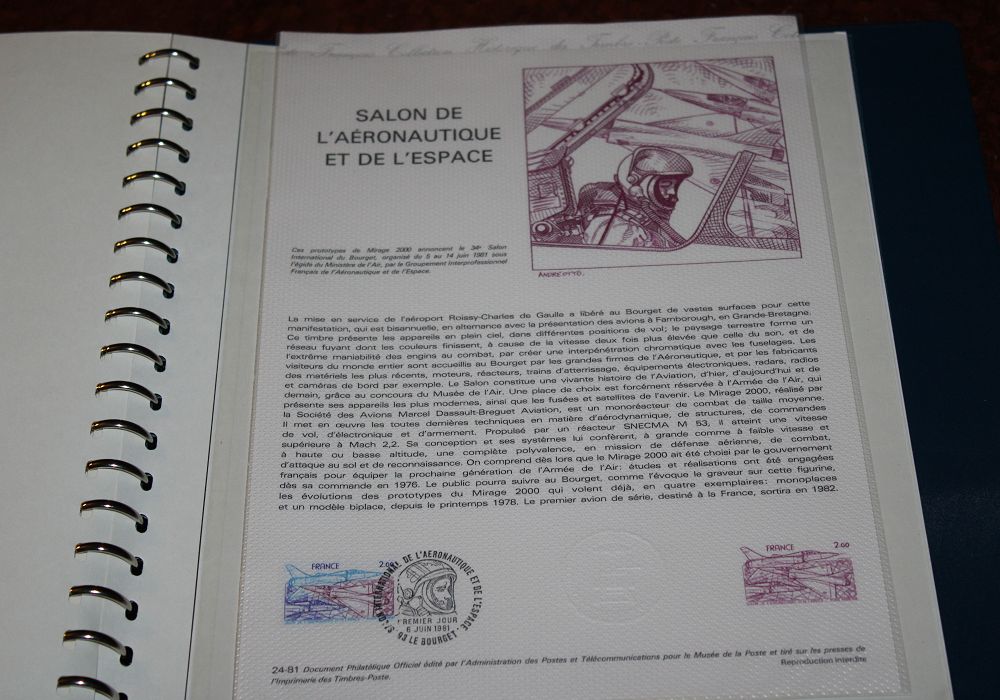 Collection Historique du Timbre-Poste Français
SALON DE
L'AÉRONAUTIQUE
ET DE L'ESPACE
Ces prototypes de Mirage 2000 annoncent le 34e Salon
International du Bourget, organisé du 5 au 14 juin 1981 sous
l'égide du Ministère de l'Air, par le Groupement Interprofessionnel
Français de l'Aéronautique et de l'Espace.
ANDRÉOTTO.
La mise en service de l'aéroport Roissy-Charles de Gaulle a libéré au Bourget de vastes surfaces pour cette
manifestation, qui est bisannuelle, en alternance avec la présentation des avions à Farnborough, en Grande-Bretagne.
Ce timbre présente les appareils en plein ciel, dans différentes positions de vol; le paysage terrestre forme un
réseau fuyant dont les couleurs finissent, à cause de la vitesse deux fois plus élevée que celle du son, et de
l'extrême maniabilité des engins au combat, par créer une interpénétration chromatique avec les fuselages. Les
visiteurs du monde entier sont accueillis au Bourget par les grandes firmes de l'Aéronautique, et par les fabricants
des matériels les plus récents, moteurs, réacteurs, trains d'atterrissage, équipements électroniques, radars, radios
et caméras de bord par exemple. Le Salon constitue une vivante histoire de l'Aviation, d'hier, d'aujourd'hui et de
demain, grâce au concours du Musée de l'Air. Une place de choix est forcément réservée à l'Armée de l'Air, qui
présente ses appareils les plus modernes, ainsi que les fusées et satellites de l'avenir. Le Mirage 2000, réalisé par
la Société des Avions Marcel Dassault-Breguet Aviation, est un monoréacteur de combat de taille moyenne.
Il met en œuvre les toutes dernières techniques en matière d'aérodynamique, de structures, de commandes
de vol, d'électronique et d'armement. Propulsé par un réacteur SNECMA M 53, il atteint une vitesse
supérieure à Mach 2,2. Sa conception et ses systèmes lui confèrent, à grande comme à faible vitesse et
à haute ou basse altitude, une complète polyvalence, en mission de défense aérienne, de combat,
d'attaque au sol et de reconnaissance. On comprend dès lors que le Mirage 2000 ait été choisi par le gouvernement
français pour équiper la prochaine génération de l'Armée de l'Air: études et réalisations ont été engagées
dès sa commande en 1976. Le public pourra suivre au Bourget, comme l'évoque le graveur sur cette figurine,
les évolutions des prototypes du Mirage 2000 qui volent déjà, en quatre exemplaires: monoplaces
et un modèle biplace, depuis le printemps 1978. Le premier avion de série, destiné à la France, sortira en 1982.
FRANCE 2.00
INTERNATIONAL DE L'AERONAUTIQUE ET DE L'ESPACE
PREMIER JOUR
6 JUIN 1981
93 LE BOURGET
FRANCE 2.00
24-81 Document Philatélique Officiel édité par l'Administration des Postes et Télécommunications pour le Musée de la Poste et tiré sur les presses de
l'Imprimerie des Timbres-Poste.
Reproduction interdite